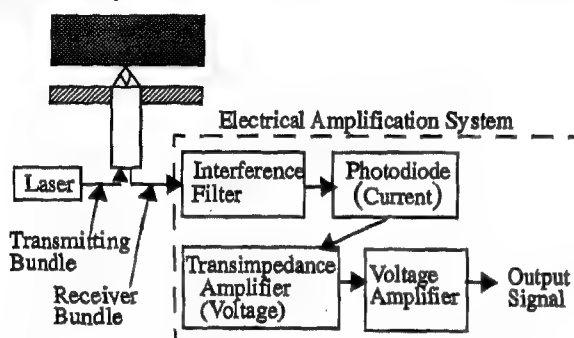 Electrical Amplification System
Laser
Interference
Filter
Photodiode
(Current)
Transmitting
Bundle
Receiver
Bundle
Transimpedance
Amplifier
(Voltage)
Voltage
Amplifier
Output
Signal